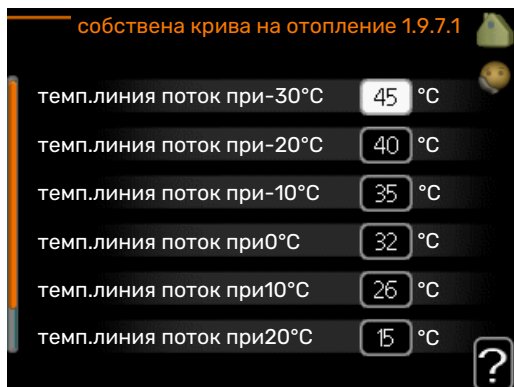 собствена крива на отопление 1.9.7.1
темп.линия поток при-30°C 45 °C
темп.линия поток при-20°C 40 °C
темп.линия поток при-10°C 35 °C
темп.линия поток при0°C 32 °C
темп.линия поток при10°C 26 °C
темп.линия поток при20°C 15 °C
?